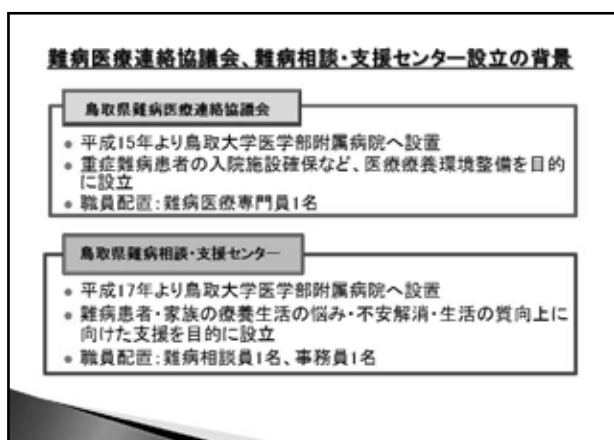 難病医療連絡協議会、難病相談・支援センター設立の背景
鳥取県難病医療連絡協議会
● 平成15年より鳥取大学医学部附属病院へ設置
● 重症難病患者の入院施設確保など、医療療養環境整備を目的
に設立
● 職員配置：難病医療専門員1名
鳥取県難病相談・支援センター
● 平成17年より鳥取大学医学部附属病院へ設置
● 難病患者・家族の療養生活の悩み・不安解消・生活の質向上に
向けた支援を目的に設立
● 職員配置：難病相談員1名、事務員1名